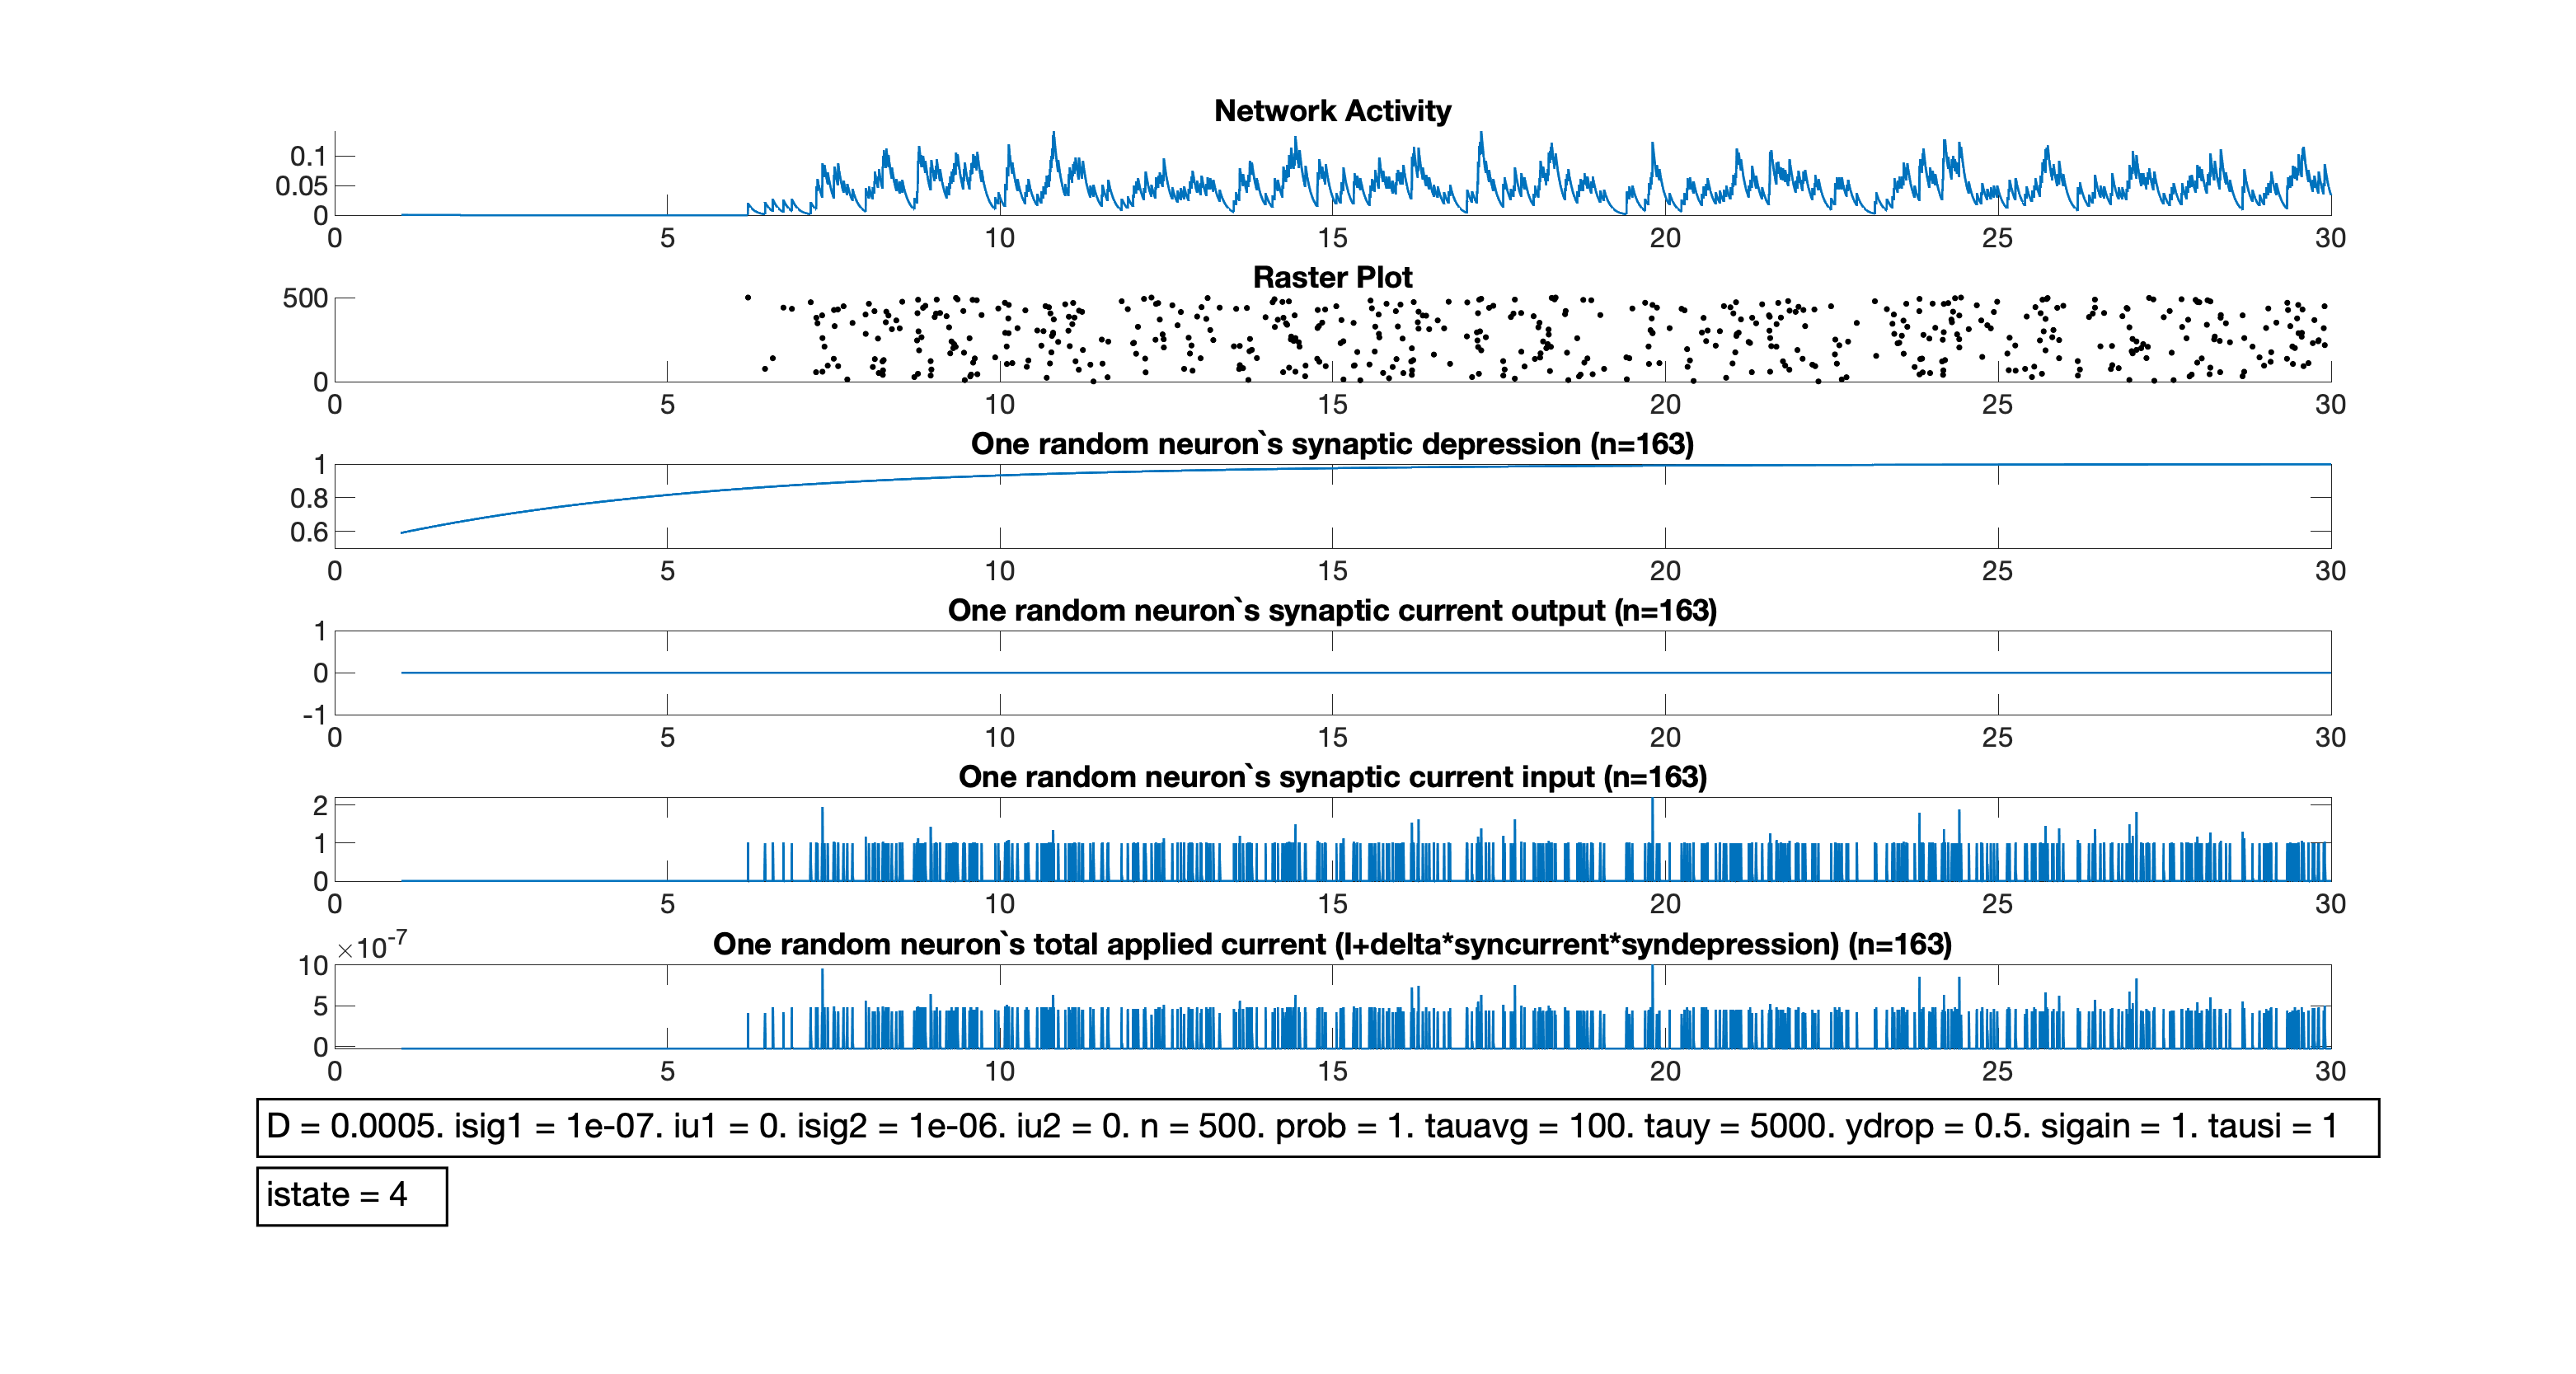 Network Activity
0.1
0.05
0
0 5 10 15 20 25 30
Raster Plot
500
0
0 5 10 15 20 25 30
One random neuron`s synaptic depression (n=163)
1
0.8
0.6
0 5 10 15 20 25 30
One random neuron`s synaptic current output (n=163)
1
0
-1
0 5 10 15 20 25 30
One random neuron`s synaptic current input (n=163)
2
1
0
0 5 10 15 20 25 30
×10-7 One random neuron`s total applied current (I+delta*syncurrent*syndepression) (n=163)
10
5
0
0 5 10 15 20 25 30
D = 0.0005. isig1 = 1e-07. iu1 = 0. isig2 = 1e-06. iu2 = 0. n = 500. prob = 1. tauavg = 100. tauy = 5000. ydrop = 0.5. sigain = 1. tausi = 1
istate = 4